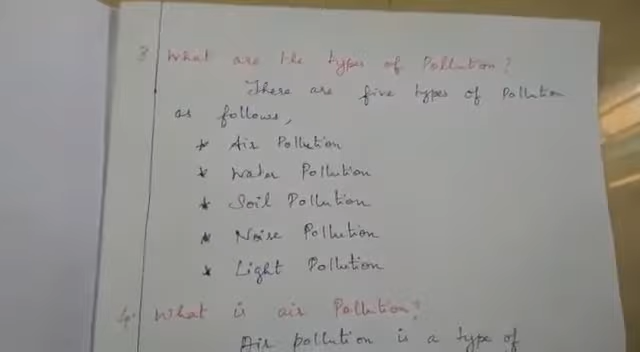 3 What are the types of Pollution?
There are five types of Pollution
as follows,
* Air Pollution
* Water Pollution
* Soil Pollution
* Noise Pollution
* Light Pollution
4. What is air Pollution?
Air pollution is a type of